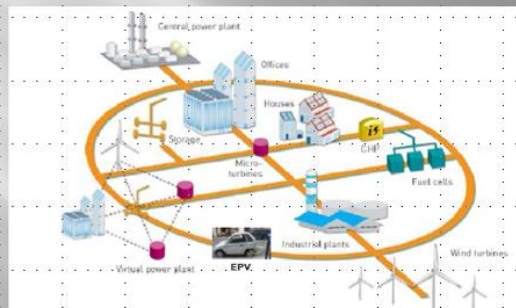 Central power plant
Offices
Houses
Storage
CHP
Micro-
turbines
Fuel cells
Industrial plants
Wind turbines
Virtual power plant
EPV